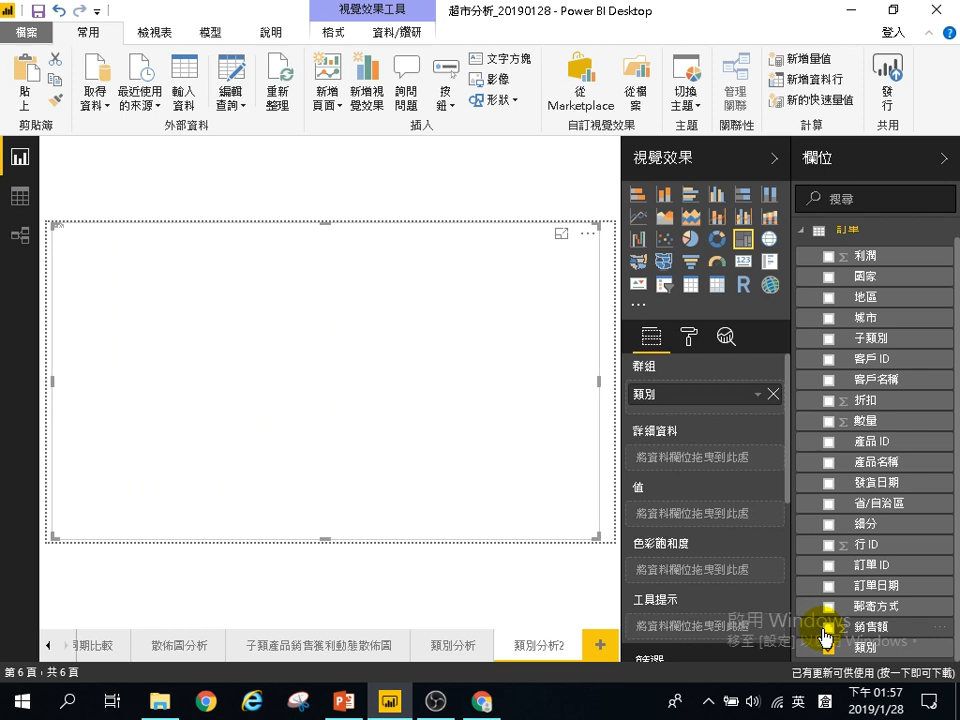 視覺效果工具
超市分析_20190128 - Power BI Desktop
檔案
常用
檢視表
模型
說明
格式
資料/鑽研
登入
貼上
剪貼簿
取得資料
最近使用的來源
輸入資料
編輯查詢
重新整理
外部資料
新增頁面
新增視覺效果
詢問問題
按鈕
文字方塊
影像
形狀
插入
從 Marketplace
從檔案
自訂視覺效果
切換主題
主題
管理關聯
關聯性
新增量值
新增資料行
新的快速量值
計算
發行
共用
視覺效果
群組
類別
詳細資料
將資料欄位拖曳到此處
值
將資料欄位拖曳到此處
色彩飽和度
將資料欄位拖曳到此處
工具提示
將資料欄位拖曳到此處
篩選
欄位
搜尋
訂單
利潤
國家
地區
城市
子類別
客戶 ID
客戶名稱
折扣
數量
產品 ID
產品名稱
發貨日期
省/自治區
細分
行 ID
訂單 ID
訂單日期
郵寄方式
銷售額
類別
啟用 Windows
移至 [設定] 以啟用 Windows。
期比較
散佈圖分析
子類產品銷售獲利動態散佈圖
類別分析
類別分析2
第 6 頁，共 6 頁
已有更新可供使用 (按一下即可下載)
英
下午 01:57
2019/1/28